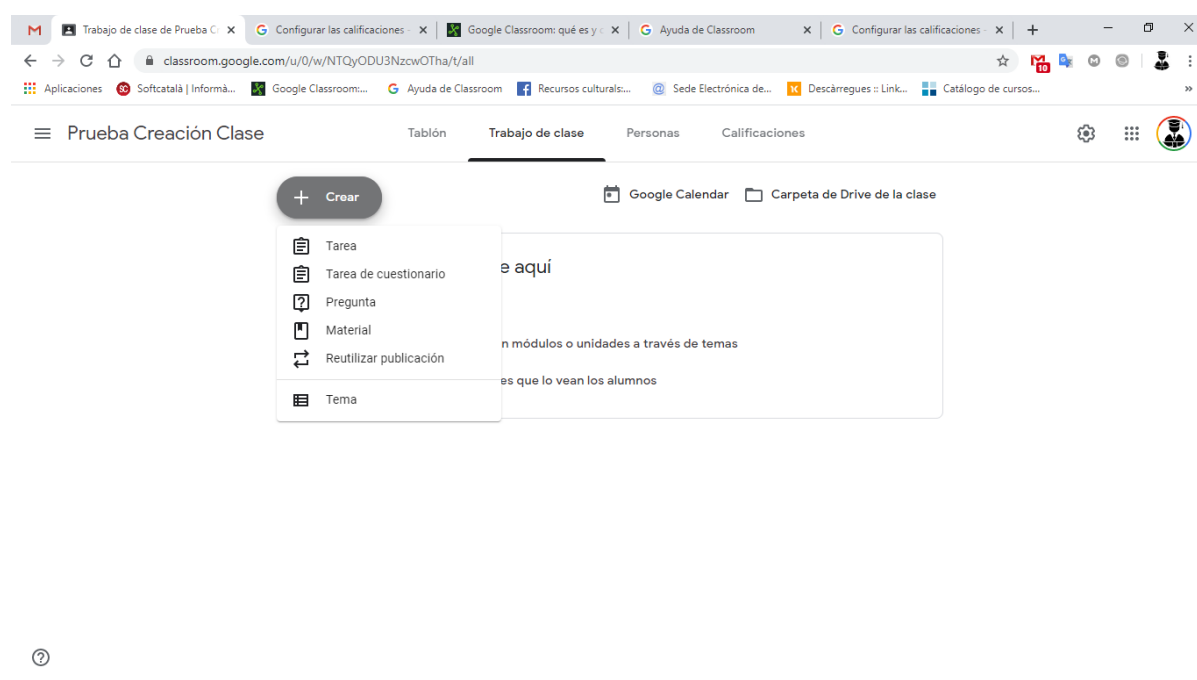 Trabajo de clase de Prueba C
Configurar las calificaciones -
Google Classroom: qué es y
Ayuda de Classroom
Configurar las calificaciones -
classroom.google.com/u/0/w/NTQyODU3NzcwOTha/t/all
10
Aplicaciones
SC
Softcatalà | Informà...
Google Classroom:...
Ayuda de Classroom
Recursos culturals:...
Sede Electrónica de...
Descàrregues :: Link...
Catálogo de cursos...
Prueba Creación Clase
Tablón
Trabajo de clase
Personas
Calificaciones
Crear
Google Calendar
Carpeta de Drive de la clase
Tarea
Tarea de cuestionario
Pregunta
Material
Reutilizar publicación
Tema
e aquí
n módulos o unidades a través de temas
es que lo vean los alumnos